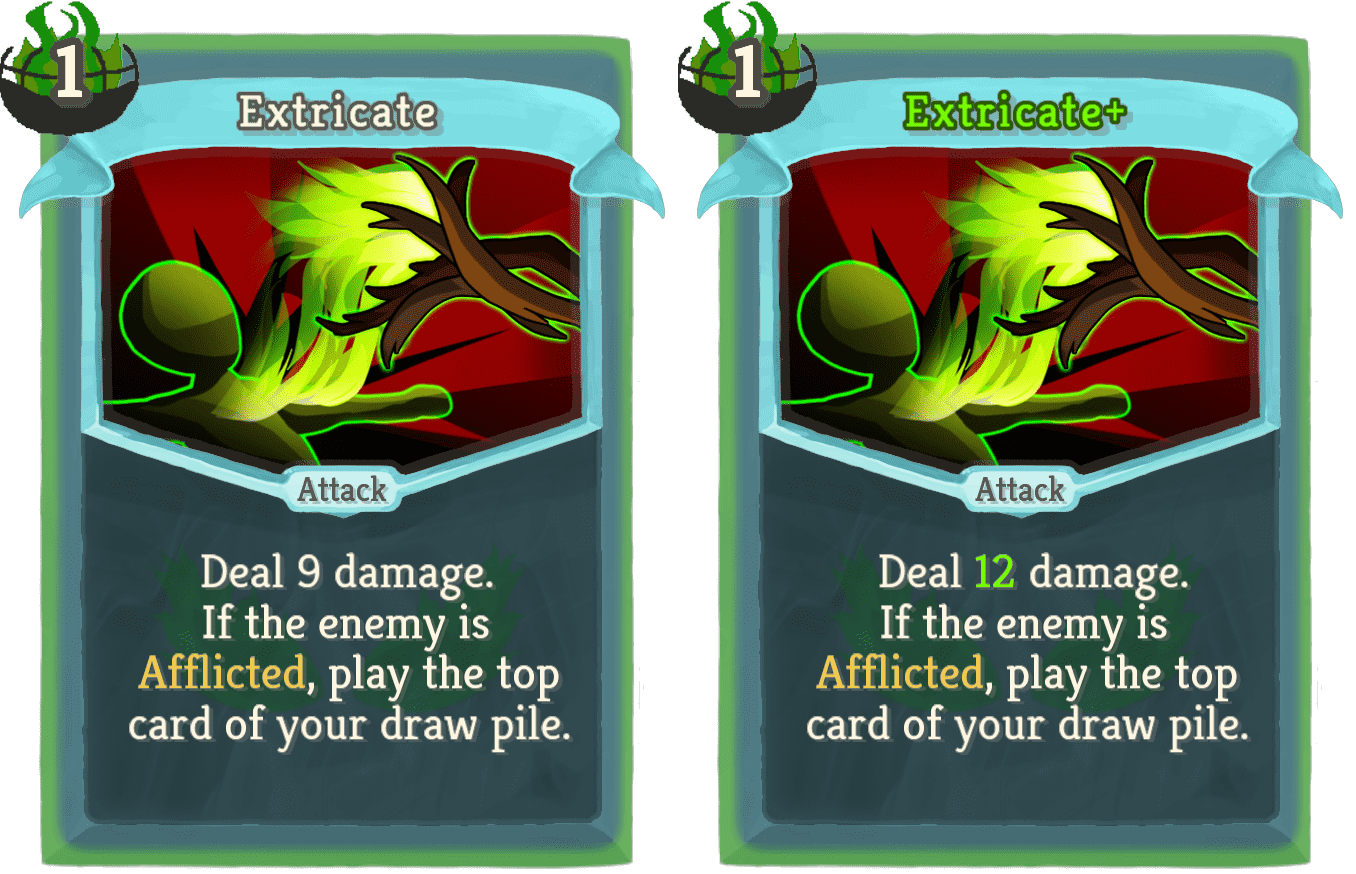 1
Extricate
Attack
Deal 9 damage.
If the enemy is
Afflicted, play the top
card of your draw pile.
1
Extricate+
Attack
Deal 12 damage.
If the enemy is
Afflicted, play the top
card of your draw pile.